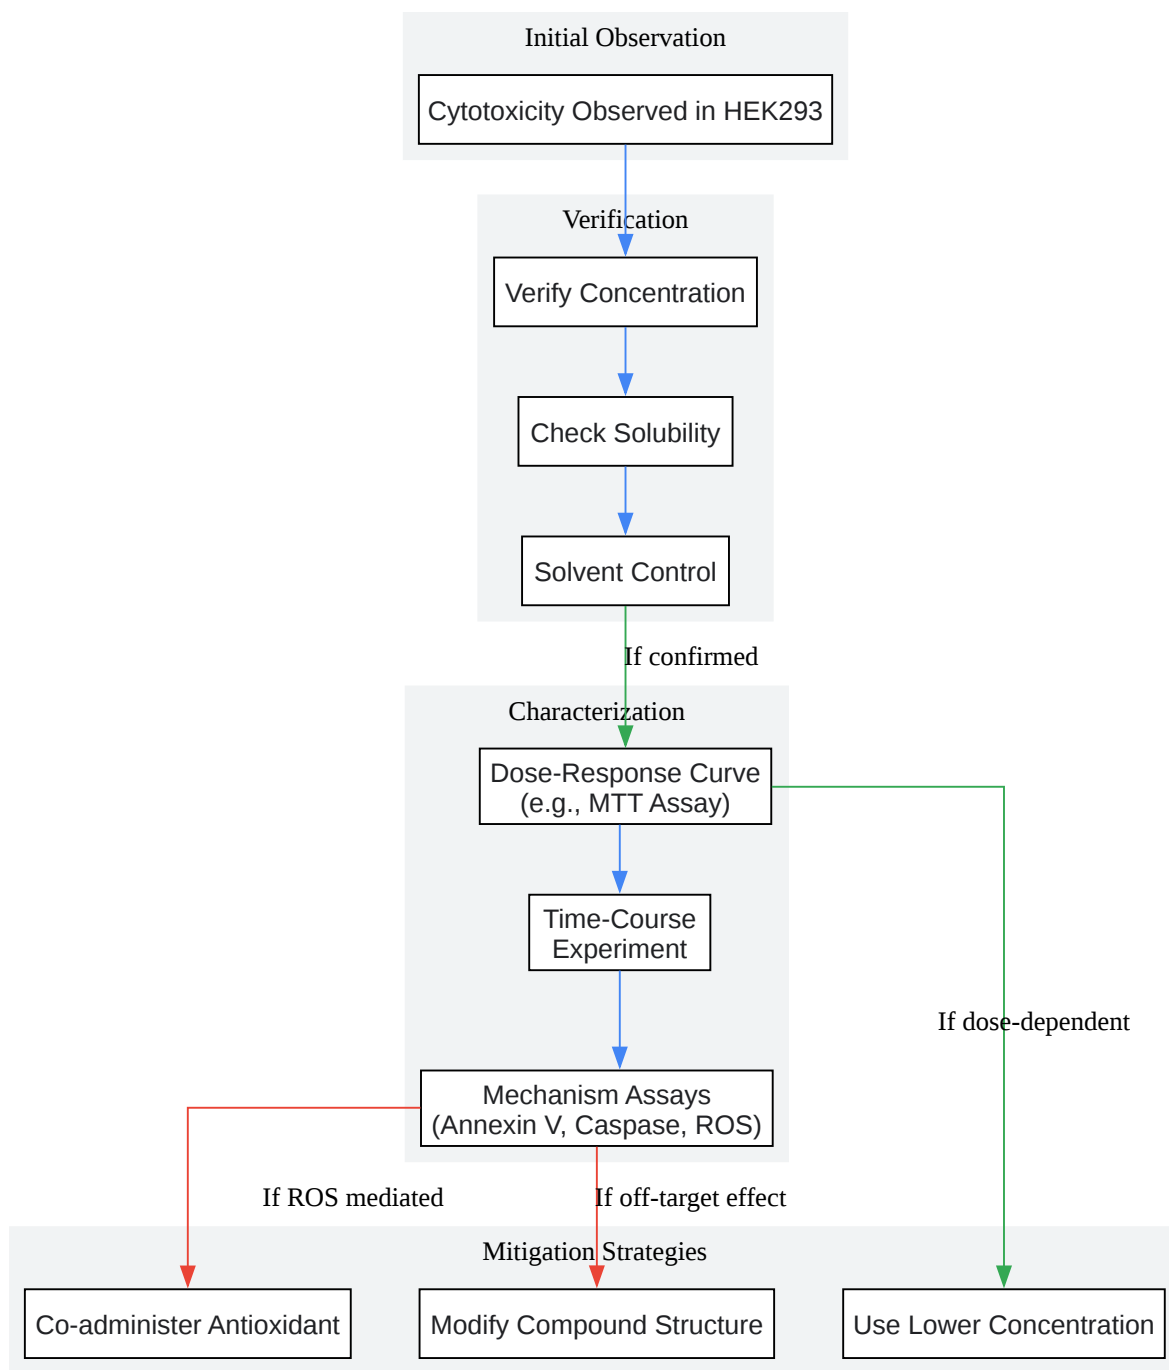 Initial Observation
Cytotoxicity Observed in HEK293
Verification
Verify Concentration
Check Solubility
Solvent Control
If confirmed
Characterization
Dose-Response Curve
(e.g., MTT Assay)
Time-Course
Experiment
If dose-dependent
Mechanism Assays
(Annexin V, Caspase, ROS)
If ROS mediated
If off-target effect
Mitigation Strategies
Co-administer Antioxidant
Modify Compound Structure
Use Lower Concentration